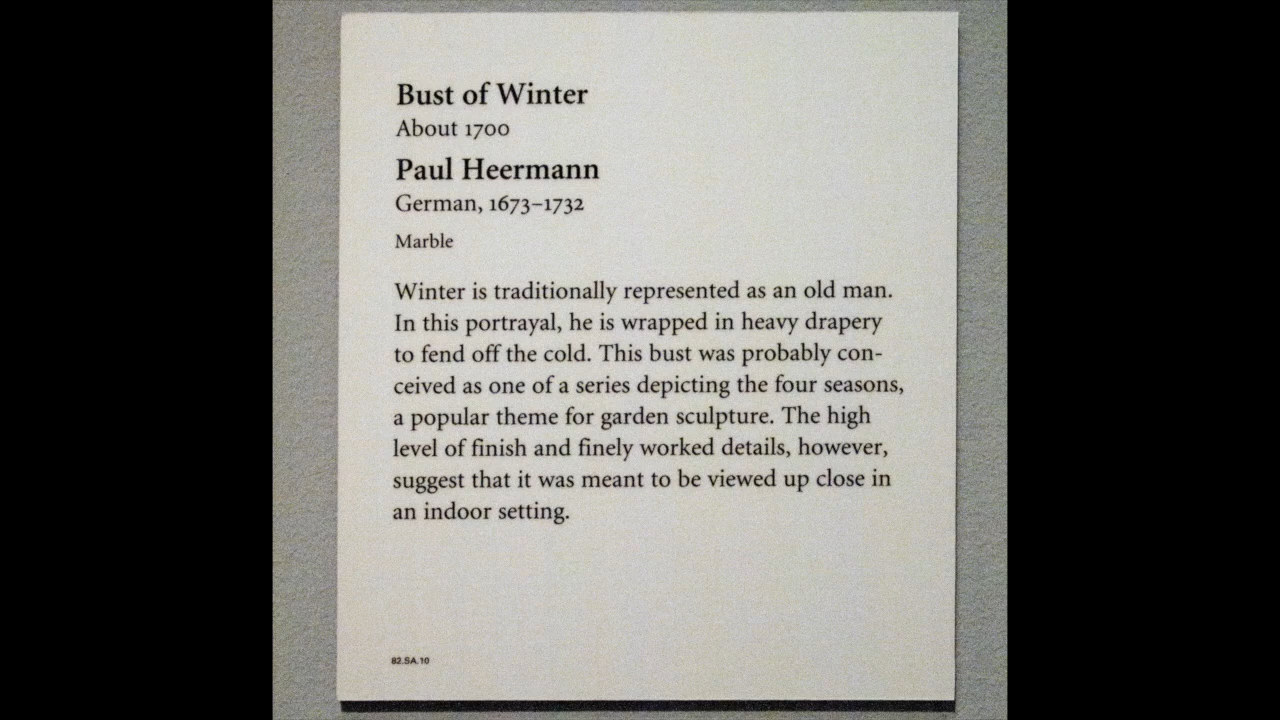 Bust of Winter
About 1700
Paul Heermann
German, 1673–1732
Marble
Winter is traditionally represented as an old man.
In this portrayal, he is wrapped in heavy drapery
to fend off the cold. This bust was probably con-
ceived as one of a series depicting the four seasons,
a popular theme for garden sculpture. The high
level of finish and finely worked details, however,
suggest that it was meant to be viewed up close in
an indoor setting.
82.SA.10